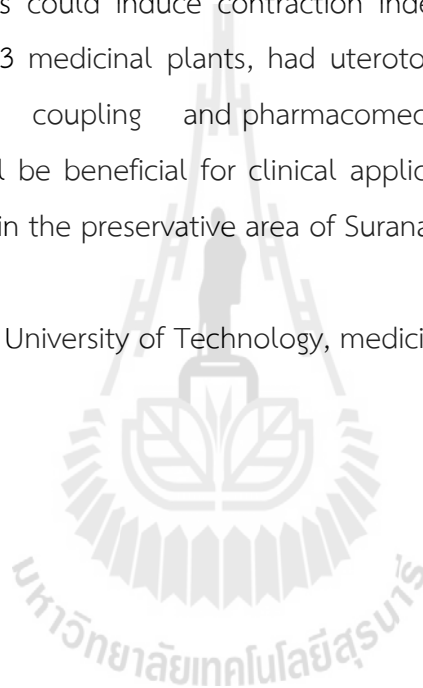 s could induce contraction inde
3 medicinal plants, had uteroto
coupling and pharmacomec
l be beneficial for clinical applic
in the preservative area of Surana
University of Technology, medici
มหาวิทยาลัยเทคโนโลยีสุรนารี